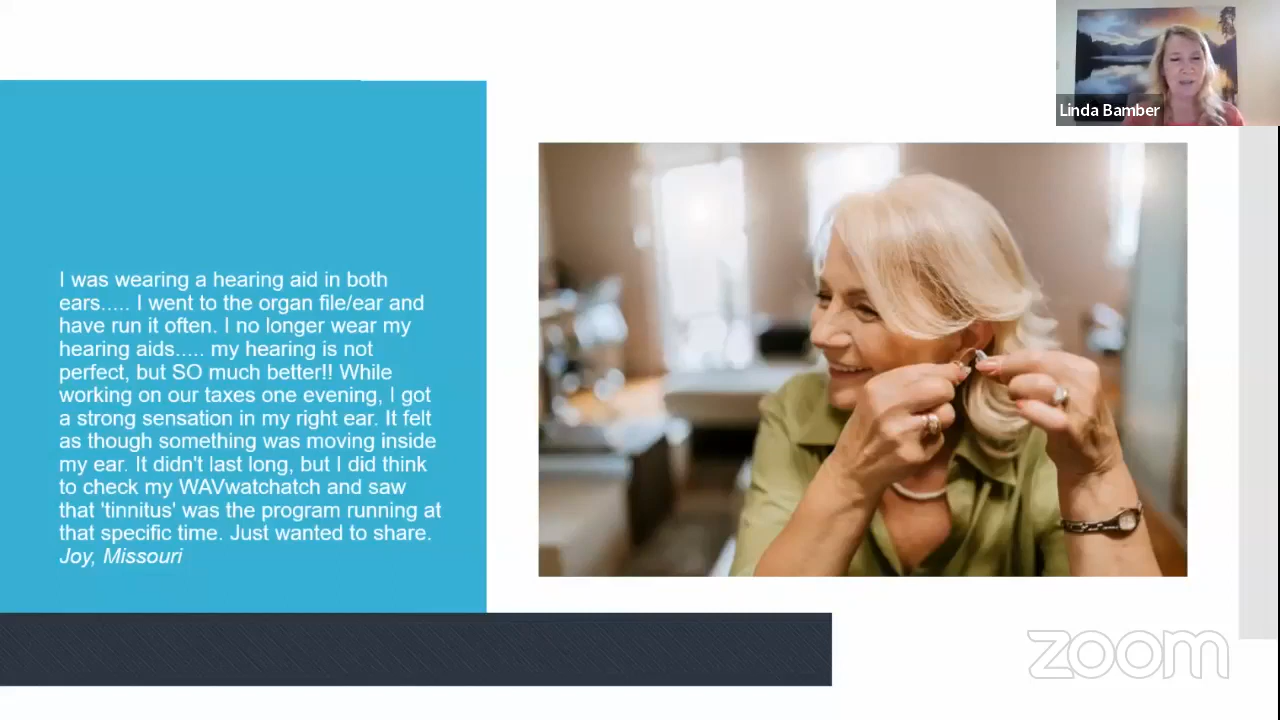 Linda Bamber
I was wearing a hearing aid in both
ears..... I went to the organ file/ear and
have run it often. I no longer wear my
hearing aids..... my hearing is not
perfect, but SO much better!! While
working on our taxes one evening, I got
a strong sensation in my right ear. It felt
as though something was moving inside
my ear. It didn't last long, but I did think
to check my WAVwatchatch and saw
that 'tinnitus' was the program running at
that specific time. Just wanted to share.
Joy, Missouri
zoom